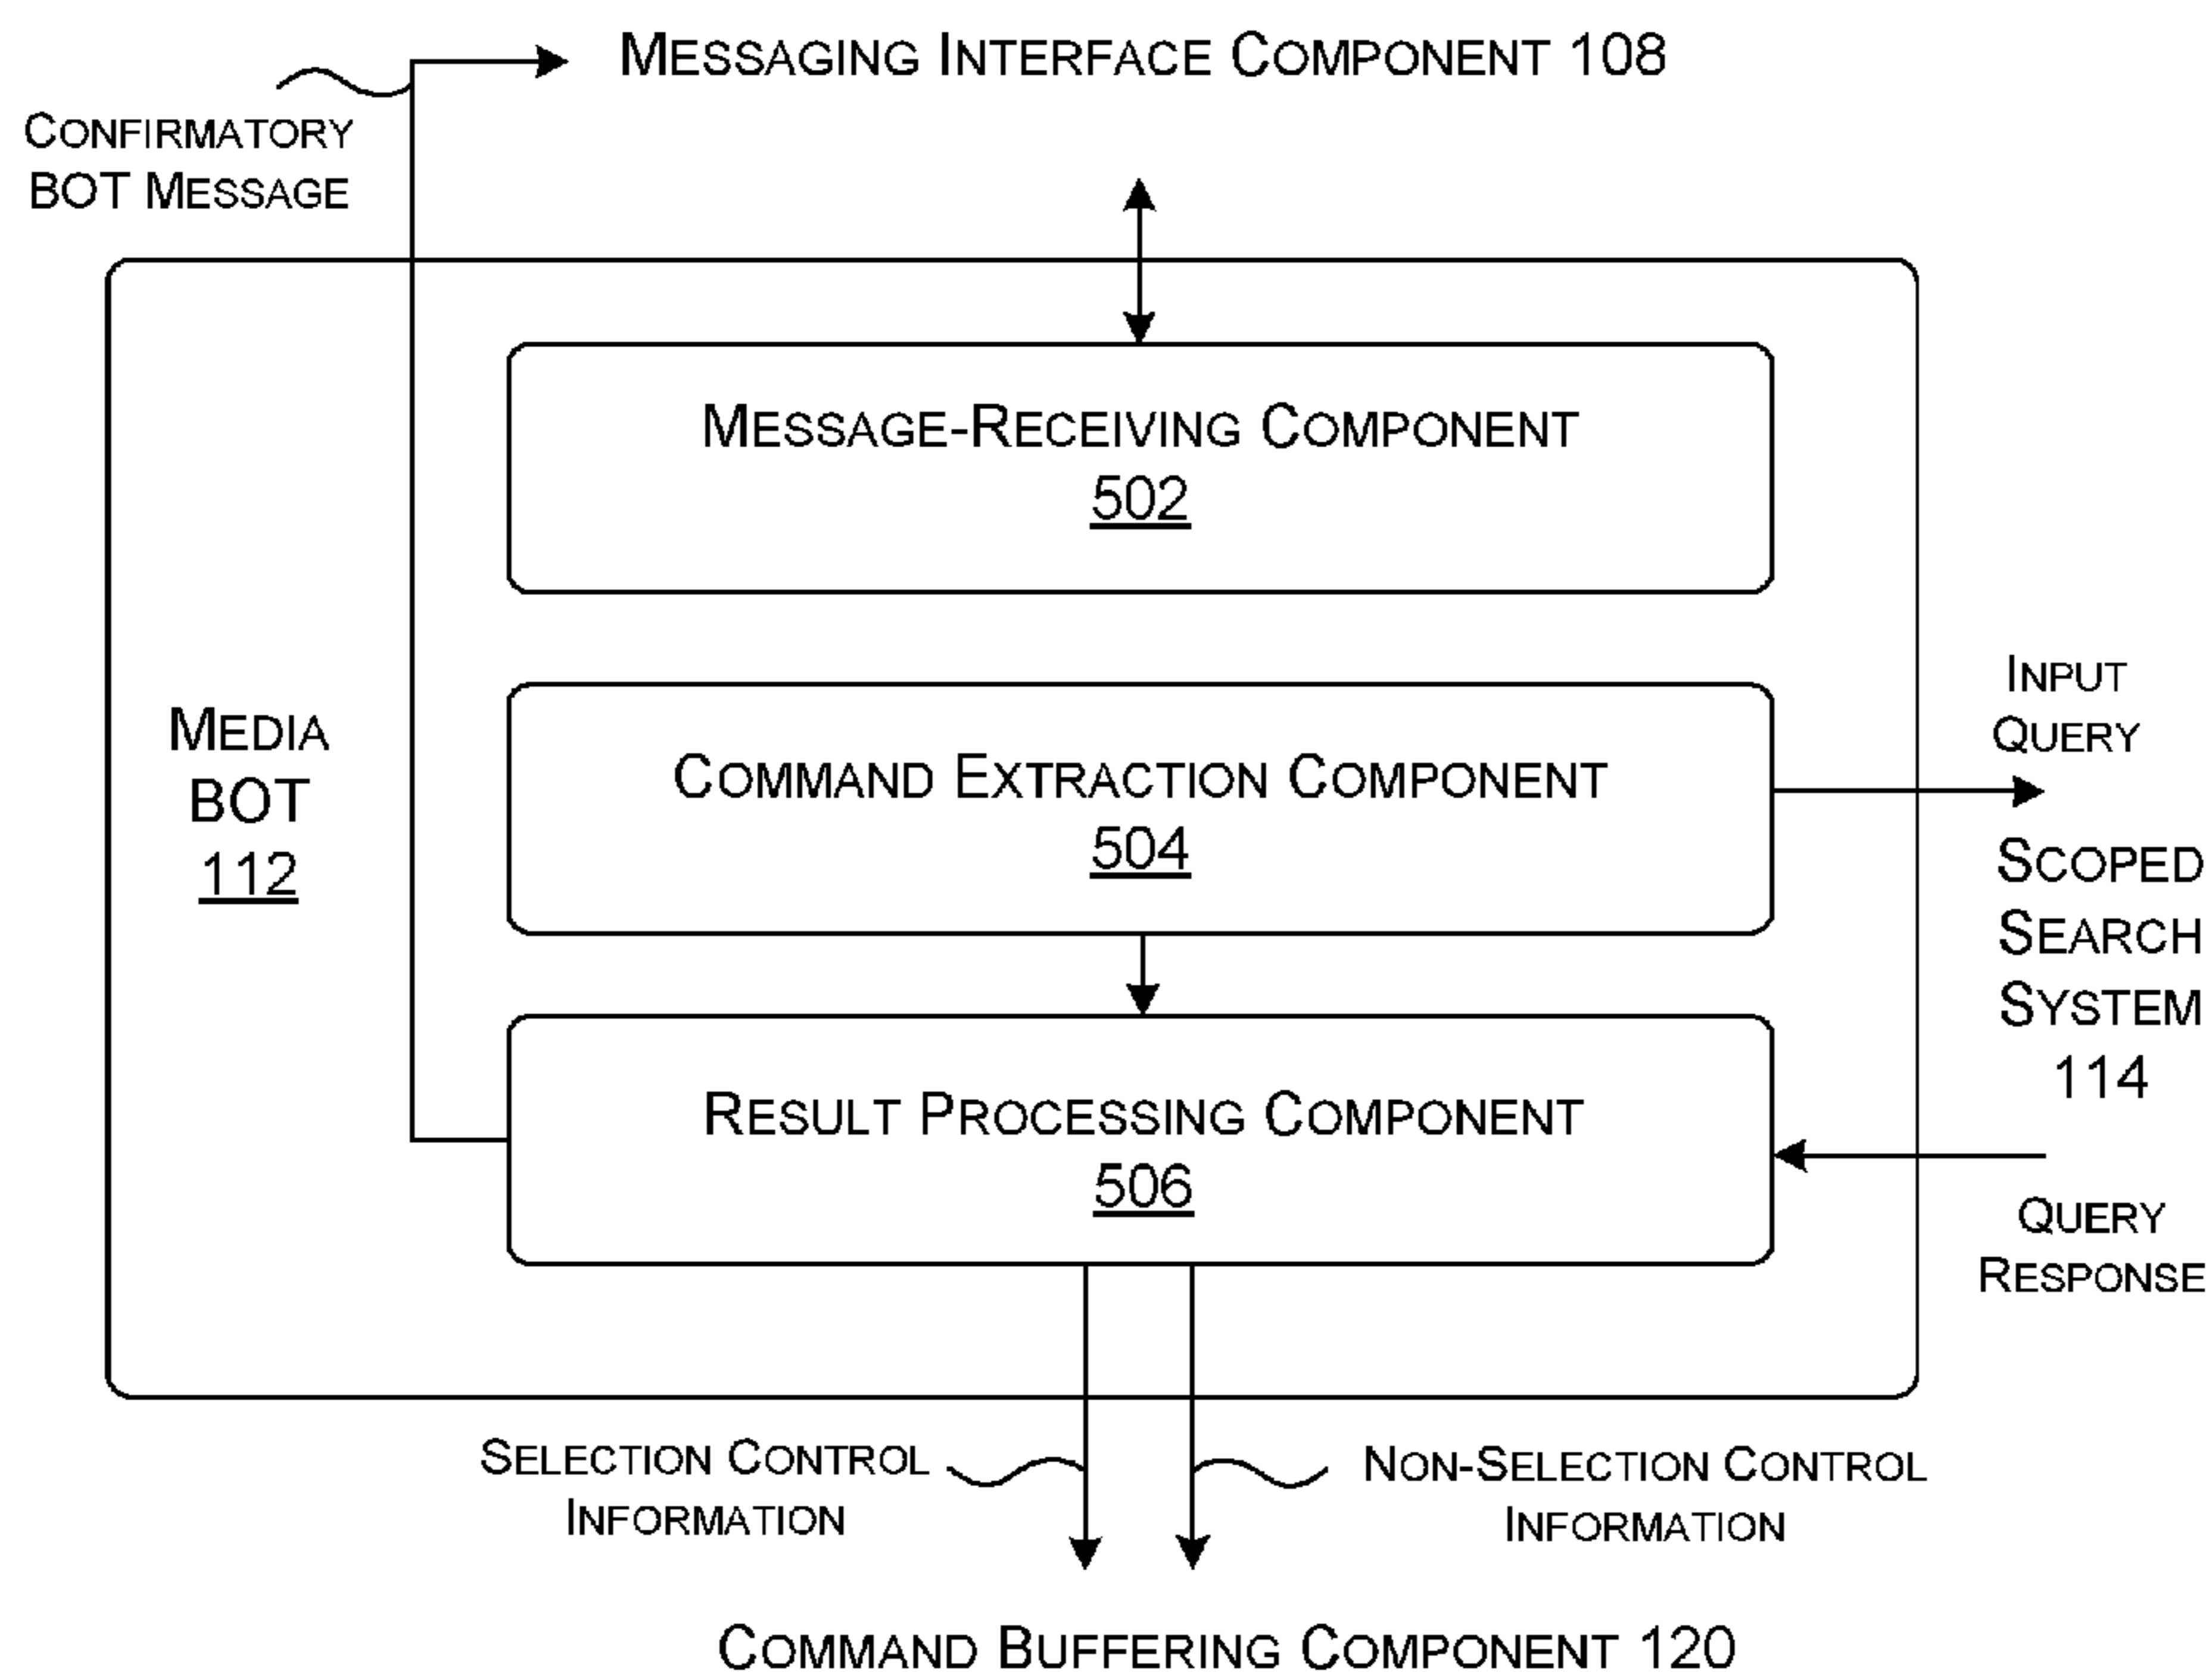 MESSAGING INTERFACE COMPONENT 108
CONFIRMATORY
BOT MESSAGE
MESSAGE-RECEIVING COMPONENT
502
MEDIA
BOT
112
COMMAND EXTRACTION COMPONENT
504
INPUT
QUERY
SCOPED
SEARCH
SYSTEM
114
RESULT PROCESSING COMPONENT
506
QUERY
RESPONSE
SELECTION CONTROL
INFORMATION
NON-SELECTION CONTROL
INFORMATION
COMMAND BUFFERING COMPONENT 120